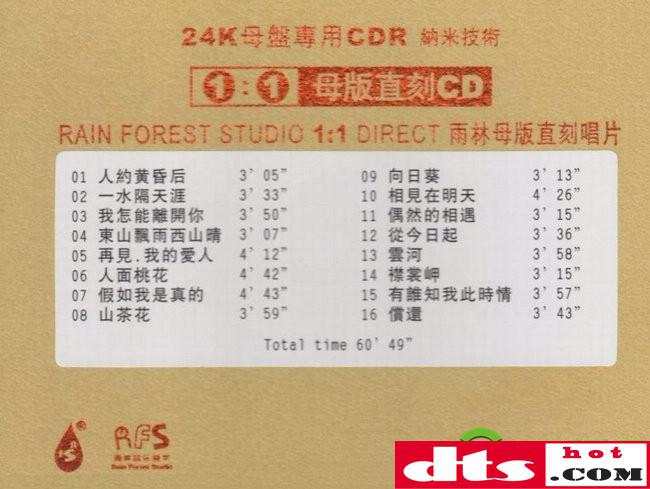 24K母盤專用CDR 納米技術
1:1 母版直刻CD
RAIN FOREST STUDIO 1:1 DIRECT 雨林母版直刻唱片
01 人約黄昏后 3' 05"
02 一水隔天涯 3' 33"
03 我怎能離開你 3' 50"
04 東山飄雨西山晴 3' 07"
05 再見.我的愛人 4' 12"
06 人面桃花 4' 42"
07 假如我是真的 4' 43"
08 山茶花 3' 59"
09 向日葵 3' 13"
10 相見在明天 4' 26"
11 偶然的相遇 3' 15"
12 從今日起 3' 36"
13 雲河 3' 58"
14 襟裳岬 3' 15"
15 有誰知我此時情 3' 57"
16 償還 3' 43"
Total time 60' 49"
RFS
Rain Forest Studio
hot
dts.COM